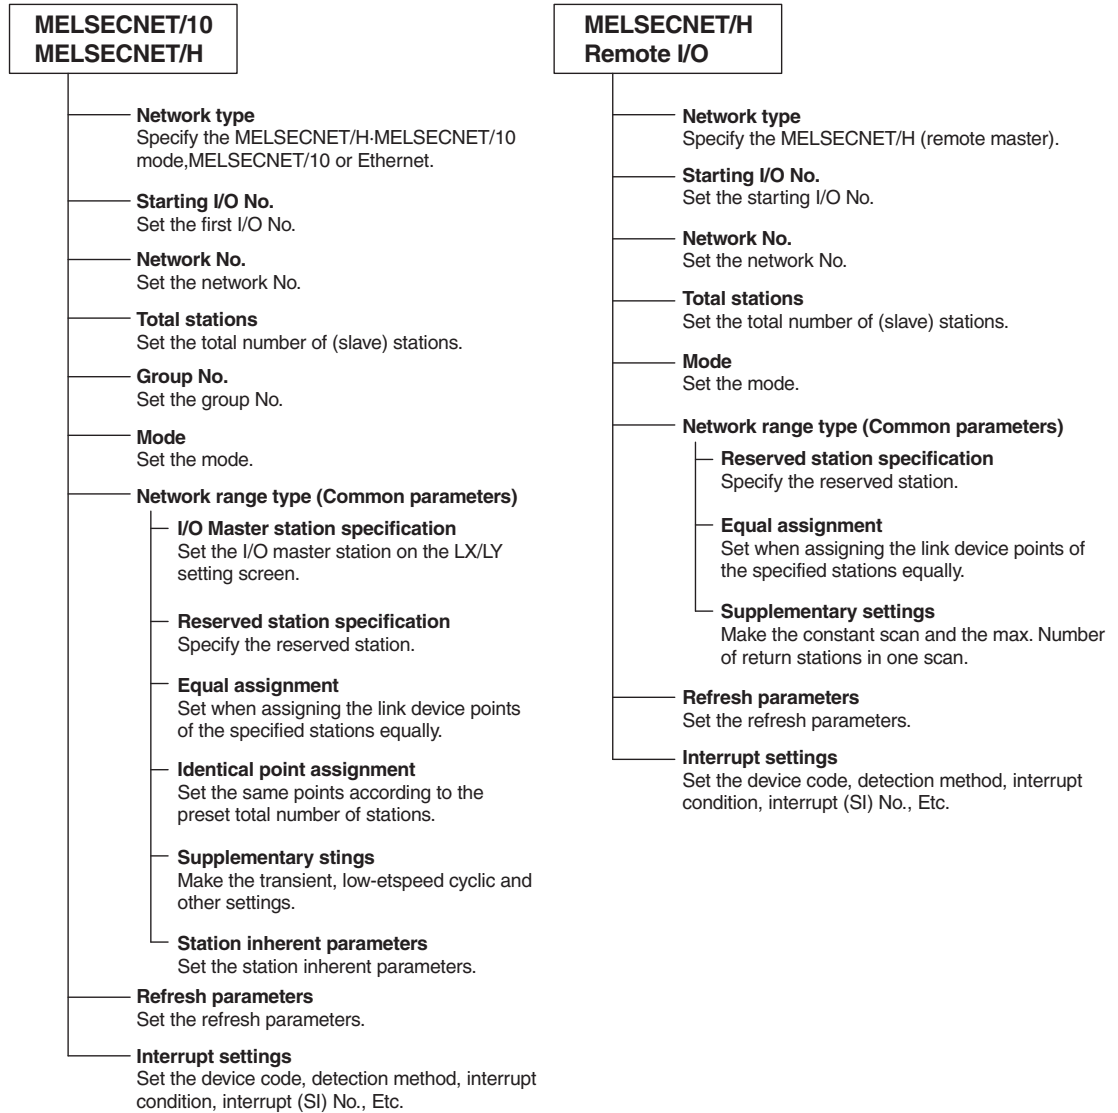 MELSECNET/10
MELSECNET/H
Network type
Specify the MELSECNET/H·MELSECNET/10
mode,MELSECNET/10 or Ethernet.
Starting I/O No.
Set the first I/O No.
Network No.
Set the network No.
Total stations
Set the total number of (slave) stations.
Group No.
Set the group No.
Mode
Set the mode.
Network range type (Common parameters)
I/O Master station specification
Set the I/O master station on the LX/LY
setting screen.
Reserved station specification
Specify the reserved station.
Equal assignment
Set when assigning the link device points
of the specified stations equally.
Identical point assignment
Set the same points according to the
preset total number of stations.
Supplementary stings
Make the transient, low-etspeed cyclic and
other settings.
Station inherent parameters
Set the station inherent parameters.
Refresh parameters
Set the refresh parameters.
Interrupt settings
Set the device code, detection method, interrupt
condition, interrupt (SI) No., Etc.
MELSECNET/H
Remote I/O
Network type
Specify the MELSECNET/H (remote master).
Starting I/O No.
Set the starting I/O No.
Network No.
Set the network No.
Total stations
Set the total number of (slave) stations.
Mode
Set the mode.
Network range type (Common parameters)
Reserved station specification
Specify the reserved station.
Equal assignment
Set when assigning the link device points of
the specified stations equally.
Supplementary settings
Make the constant scan and the max. Number
of return stations in one scan.
Refresh parameters
Set the refresh parameters.
Interrupt settings
Set the device code, detection method, interrupt
condition, interrupt (SI) No., Etc.